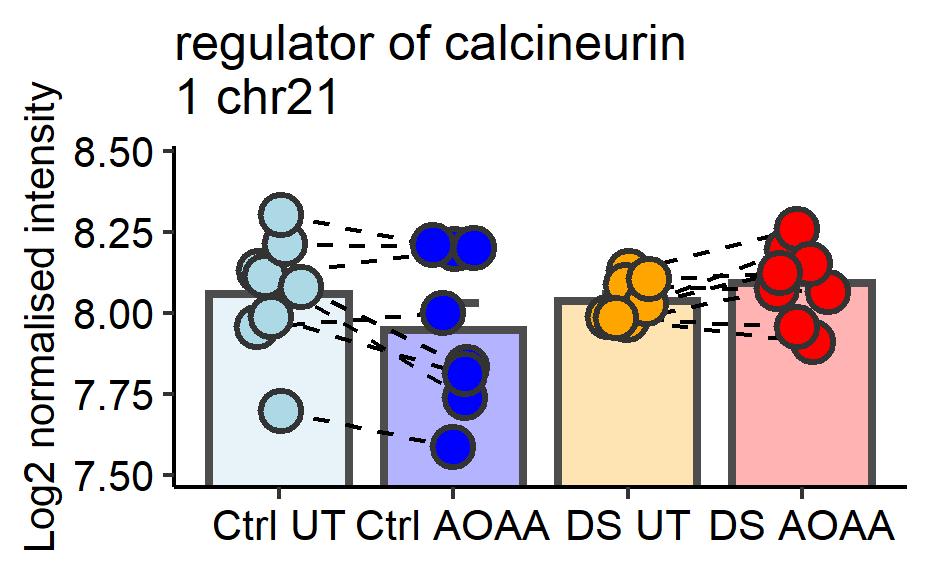 regulator of calcineurin
1 chr21
Log2 normalised intensity
8.50
8.25
8.00
7.75
7.50
Ctrl UT Ctrl AOAA DS UT DS AOAA